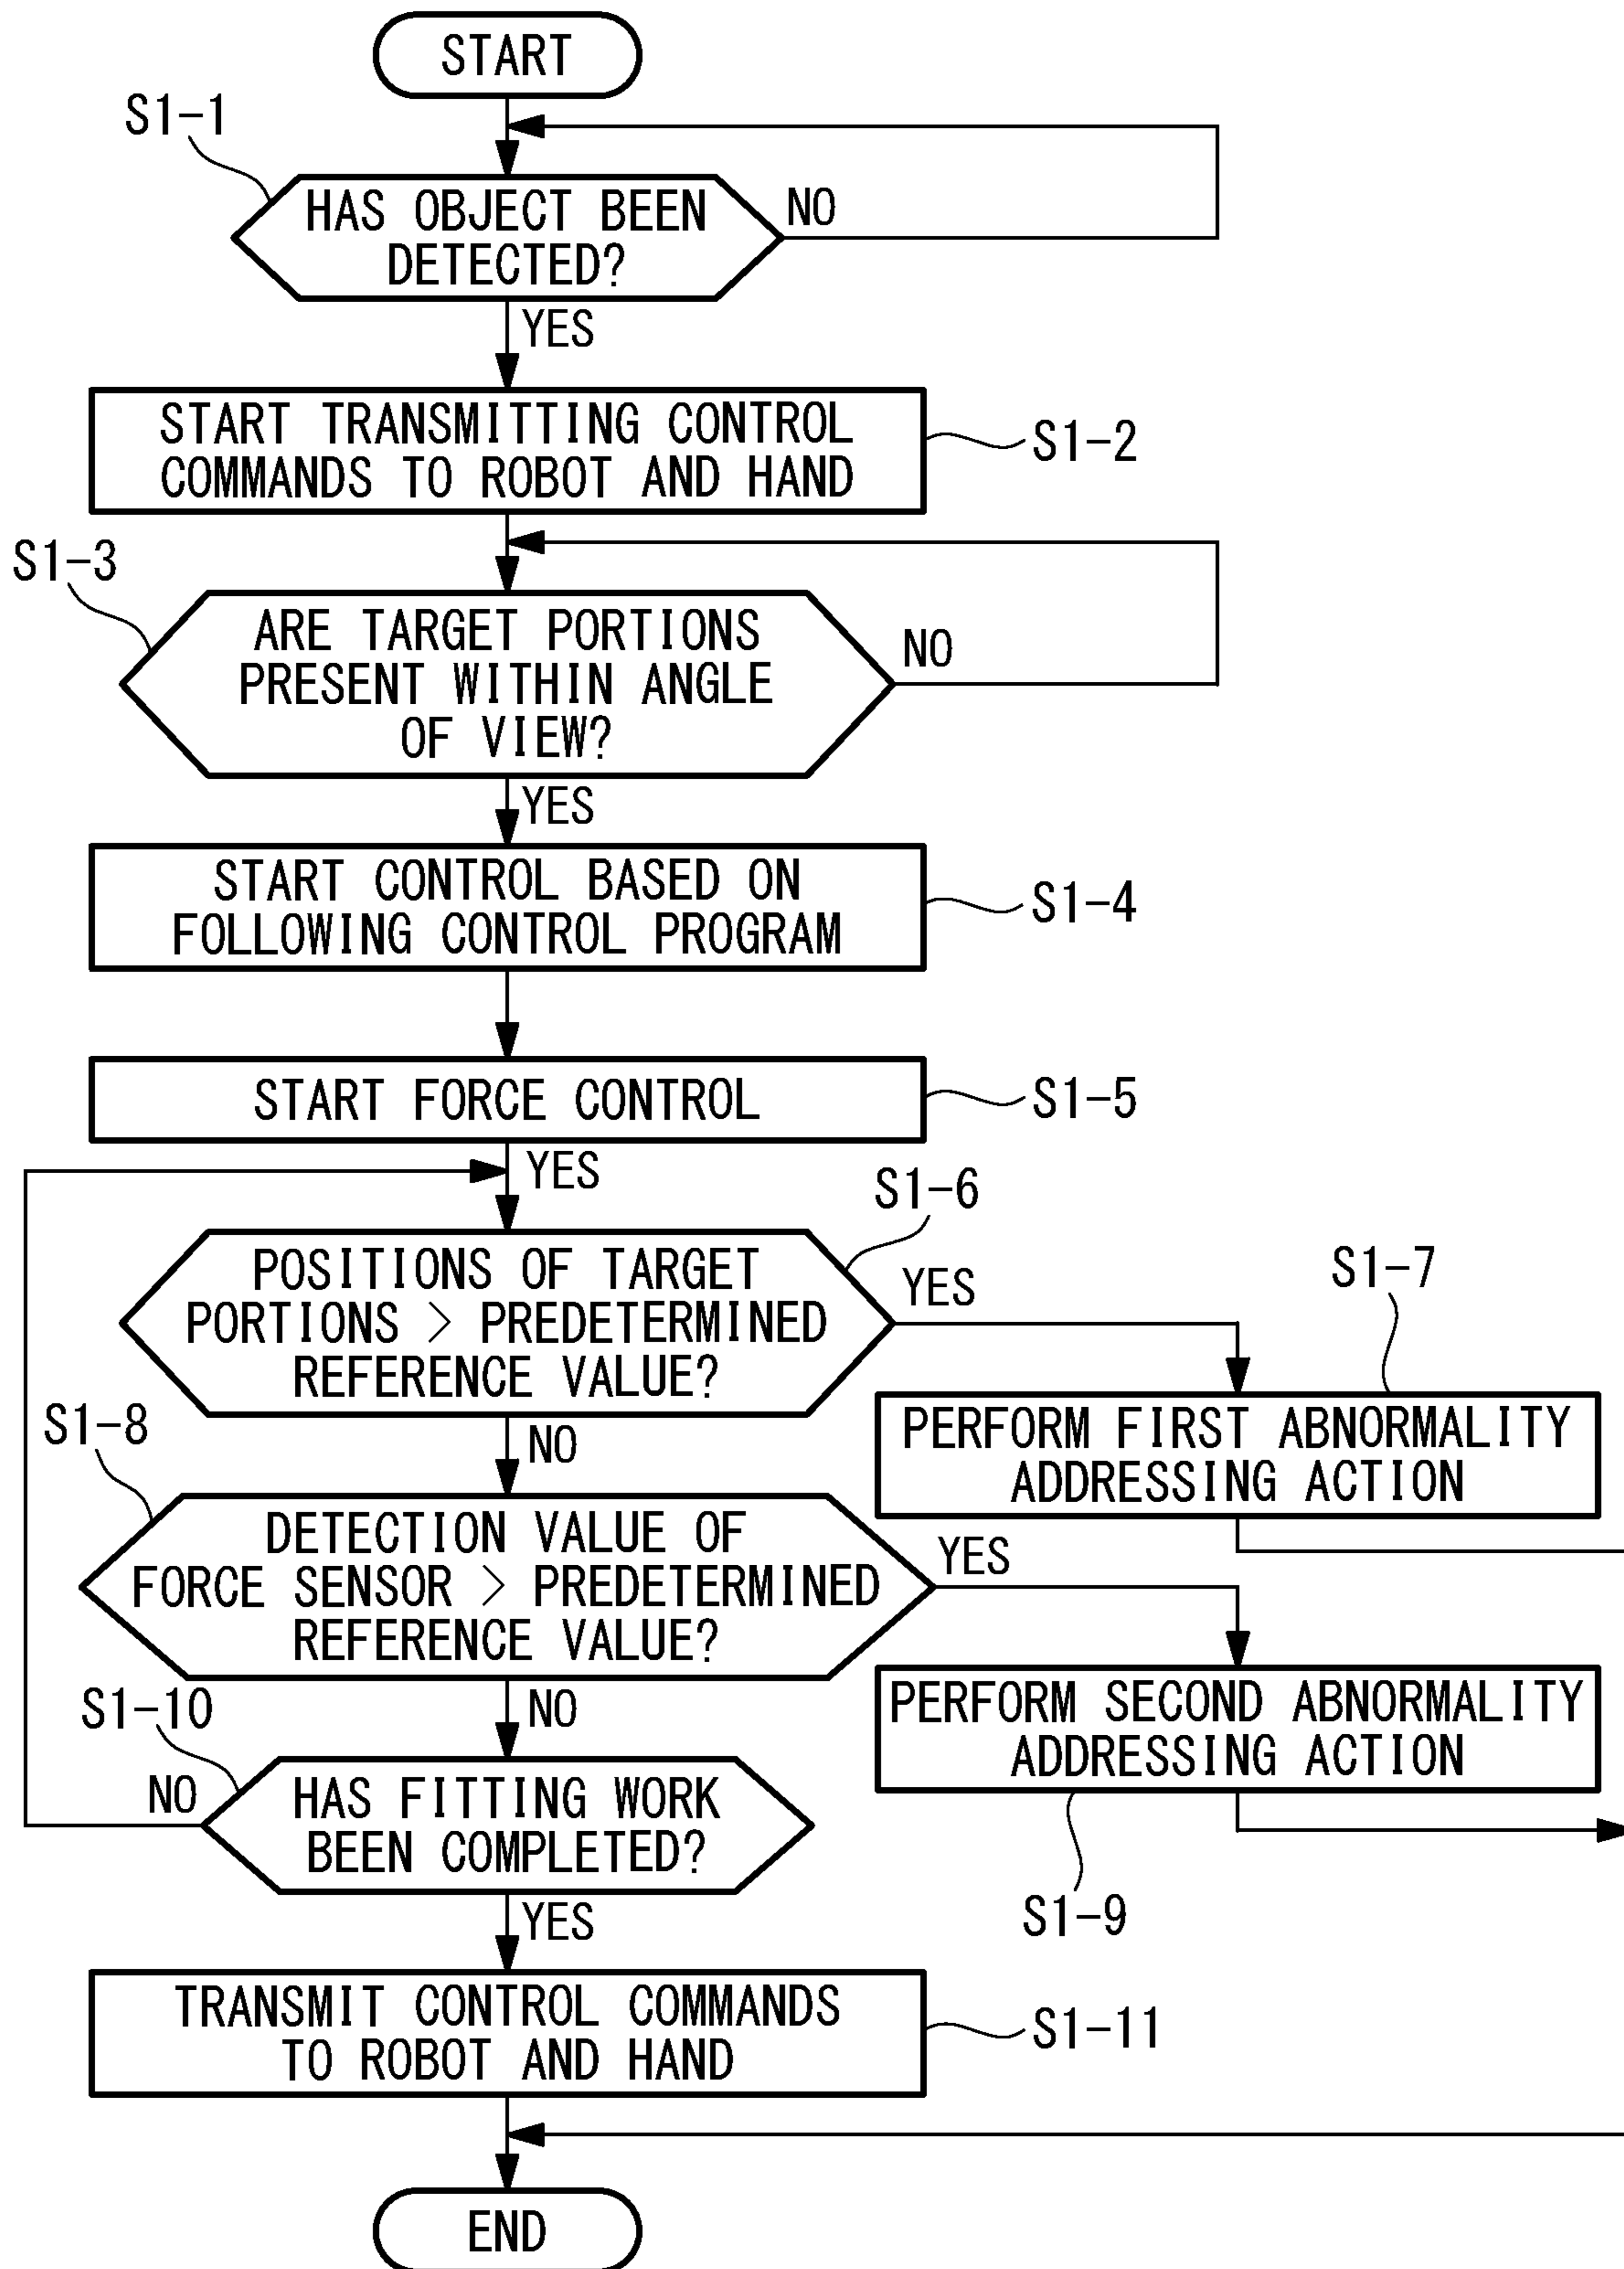 START
S1-1
HAS OBJECT BEEN
DETECTED?
NO
YES
START TRANSMITTING CONTROL
COMMANDS TO ROBOT AND HAND
S1-2
S1-3
ARE TARGET PORTIONS
PRESENT WITHIN ANGLE
OF VIEW?
NO
YES
START CONTROL BASED ON
FOLLOWING CONTROL PROGRAM
S1-4
START FORCE CONTROL
S1-5
YES
S1-6
POSITIONS OF TARGET
PORTIONS > PREDETERMINED
REFERENCE VALUE?
YES
S1-7
PERFORM FIRST ABNORMALITY
ADDRESSING ACTION
NO
S1-8
DETECTION VALUE OF
FORCE SENSOR > PREDETERMINED
REFERENCE VALUE?
YES
PERFORM SECOND ABNORMALITY
ADDRESSING ACTION
S1-9
NO
S1-10
HAS FITTING WORK
BEEN COMPLETED?
NO
YES
TRANSMIT CONTROL COMMANDS
TO ROBOT AND HAND
S1-11
END